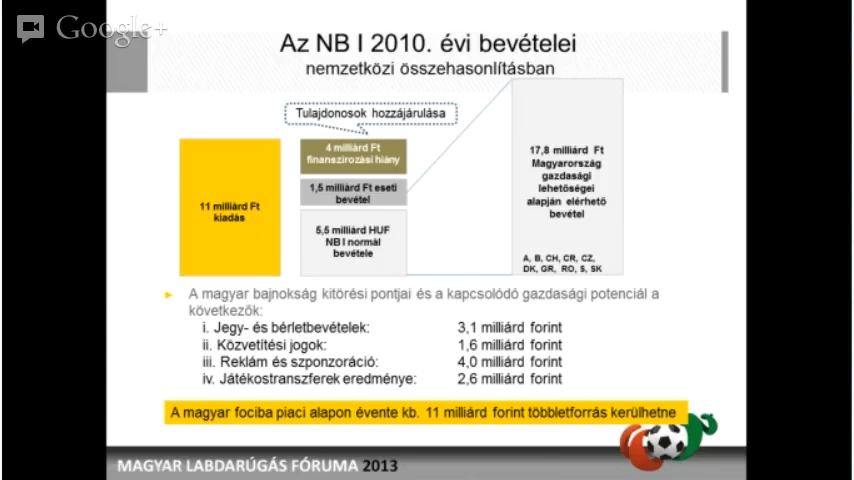 Google+
Az NB I 2010. évi bevételei
nemzetközi összehasonlításban
Tulajdonosok hozzájárulása
11 milliárd Ft
kiadás
4 milliárd Ft
finanszírozási hiány
1,5 milliárd Ft eseti
bevétel
5,5 milliárd HUF
NB I normál
bevétele
17,8 milliárd Ft
Magyarország
gazdasági
lehetőségei
alapján elérhető
bevétel
A, B, CH, CR, CZ,
DK, GR, RO, S, SK
A magyar bajnokság kitörési pontjai és a kapcsolódó gazdasági potenciál a
következők:
i. Jegy- és bérletbevételek: 3,1 milliárd forint
ii. Közvetítési jogok: 1,6 milliárd forint
iii. Reklám és szponzoráció: 4,0 milliárd forint
iv. Játékostranszferek eredménye: 2,6 milliárd forint
A magyar fociba piaci alapon évente kb. 11 milliárd forint többletforrás kerülhetne
MAGYAR LABDARÚGÁS FÓRUMA 2013